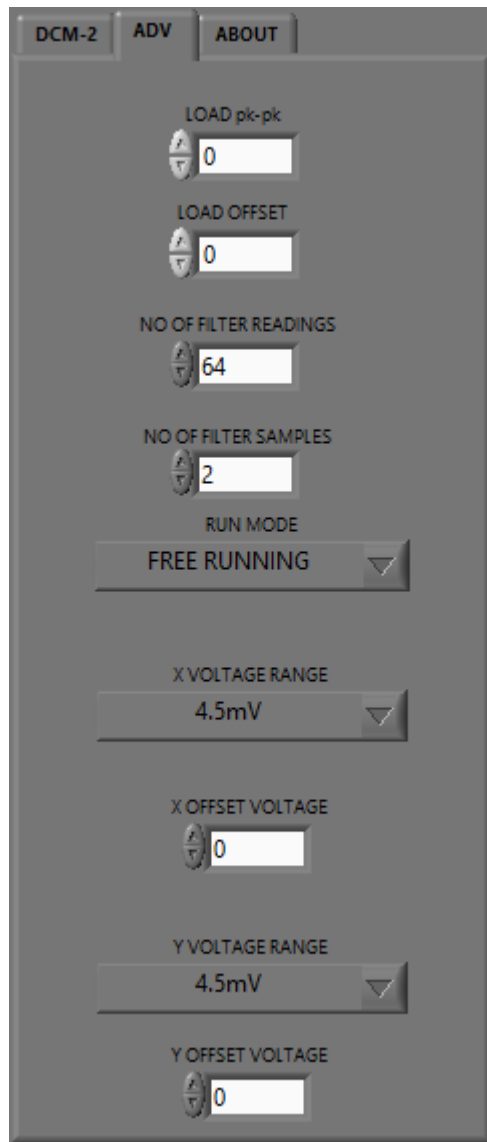 DCM-2 ADV ABOUT
LOAD pk-pk
0
LOAD OFFSET
0
NO OF FILTER READINGS
64
NO OF FILTER SAMPLES
2
RUN MODE
FREE RUNNING
X VOLTAGE RANGE
4.5mV
X OFFSET VOLTAGE
0
Y VOLTAGE RANGE
4.5mV
Y OFFSET VOLTAGE
0